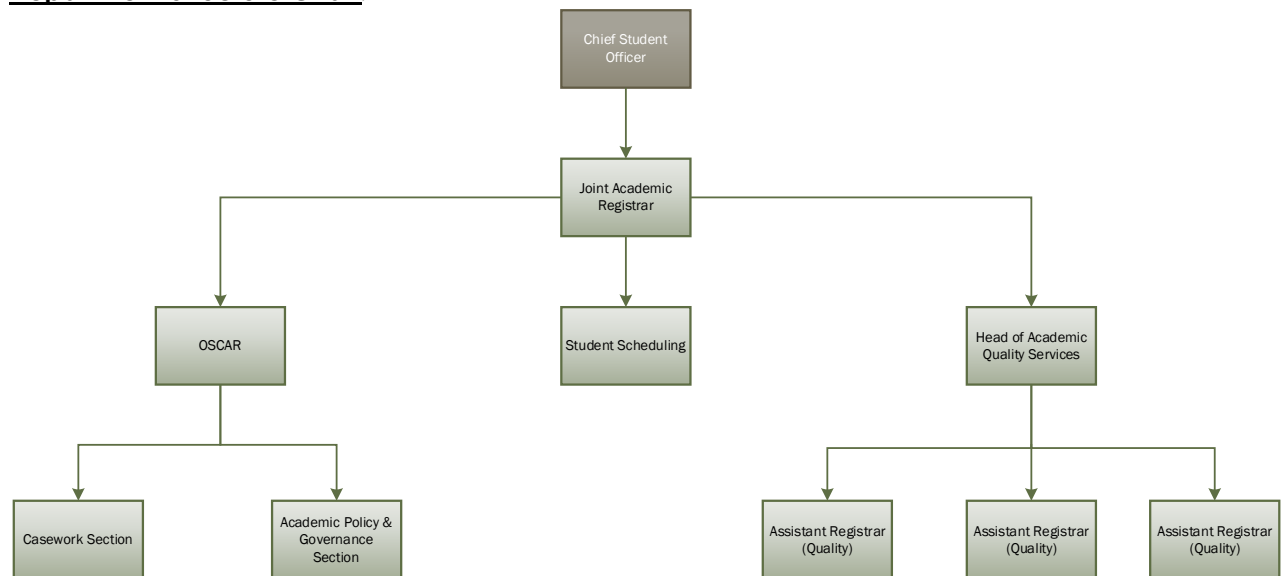 Chief Student
Officer
Joint Academic
Registrar
OSCAR
Student Scheduling
Head of Academic
Quality Services
Casework Section
Academic Policy &
Governance
Section
Assistant Registrar
(Quality)
Assistant Registrar
(Quality)
Assistant Registrar
(Quality)